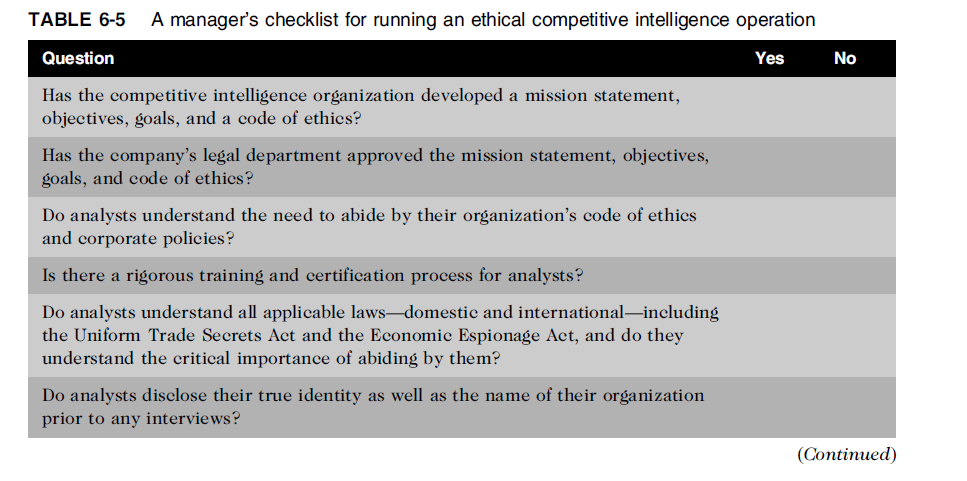 TABLE 6-5 A manager’s checklist for running an ethical competitive intelligence operation
Question Yes No
Has the competitive intelligence organization developed a mission statement,
objectives, goals, and a code of ethics?
Has the company’s legal department approved the mission statement, objectives,
goals, and code of ethics?
Do analysts understand the need to abide by their organization’s code of ethics
and corporate policies?
Is there a rigorous training and certification process for analysts?
Do analysts understand all applicable laws—domestic and international—including
the Uniform Trade Secrets Act and the Economic Espionage Act, and do they
understand the critical importance of abiding by them?
Do analysts disclose their true identity as well as the name of their organization
prior to any interviews?
(Continued)